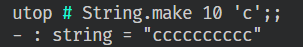 utop # String.make 10 'c';;
- : string = "cccccccccc"